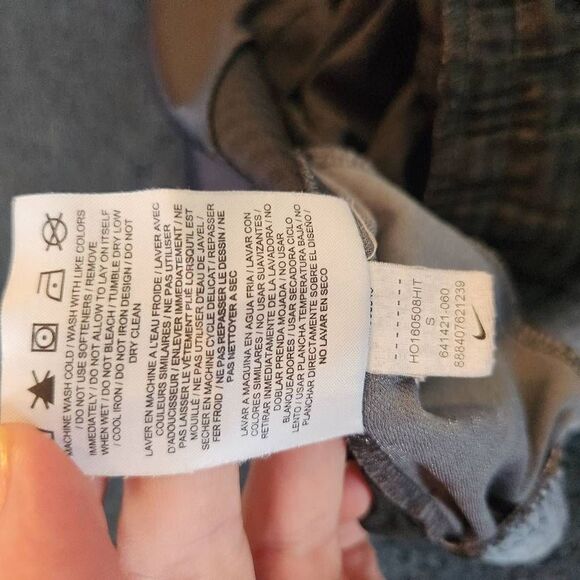 MACHINE WASH COLD / WASH WITH LIKE COLORS
/ DO NOT USE SOFTENERS / REMOVE
IMMEDIATELY / DO NOT ALLOW TO LAY ON ITSELF
WHEN WET / DO NOT BLEACH / TUMBLE DRY LOW
/ COOL IRON / DO NOT IRON DESIGN / DO NOT
DRY CLEAN
LAVER EN MACHINE A L'EAU FROIDE / LAVER AVEC
COULEURS SIMILAIRES / NE PAS UTILISER
D'ADOUCISSEUR / ENLEVER IMMEDIATEMENT / NE
PAS LAISSER LE VÊTEMENT PLIÉ LORSQU'IL EST
MOUILLE / NE PAS UTILISER D'EAU DE JAVEL /
SECHER EN MACHINE CYCLE DELICAT / REPASSER
FER FROID / NE PAS REPASSER LE DESSIN / NE
PAS NETTOYER A SEC
LAVAR A MAQUINA EN AGUA FRIA / LAVAR CON
COLORES SIMILARES / NO USAR SUAVIZANTES /
RETIRAR INMEDIATAMENTE DE LA LAVADORA / NO
DOBLAR PRENDA MOJADA / NO USAR
BLANQUEADORES / USAR SECADORA CICLO
LENTO / USAR PLANCHA TEMPERATURA BAJA / NO
PLANCHAR DIRECTAMENTE SOBRE EL DISEÑO /
NO LAVAR EN SECO
HO160508HIT
S
641421-060
888407621239